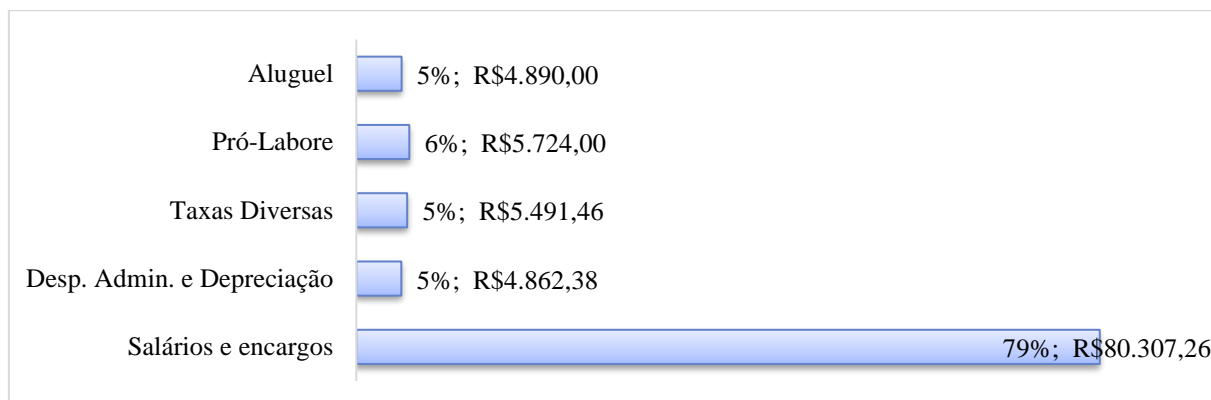 Aluguel 5%; R$4.890,00
Pró-Labore 6%; R$5.724,00
Taxas Diversas 5%; R$5.491,46
Desp. Admin. e Depreciação 5%; R$4.862,38
Salários e encargos 79%; R$80.307,26